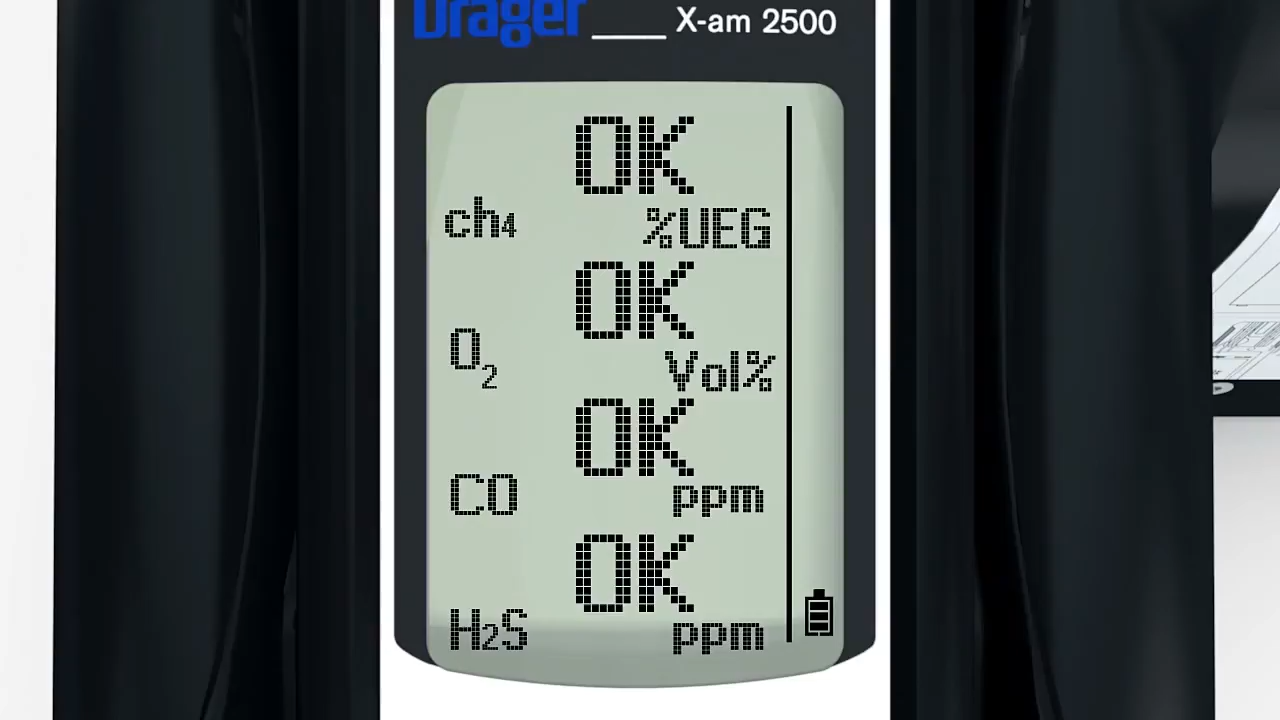 Dräger X-am 2500
OK
ch4 %UEG
OK
O2 Vol%
OK
CO ppm
OK
H2S ppm